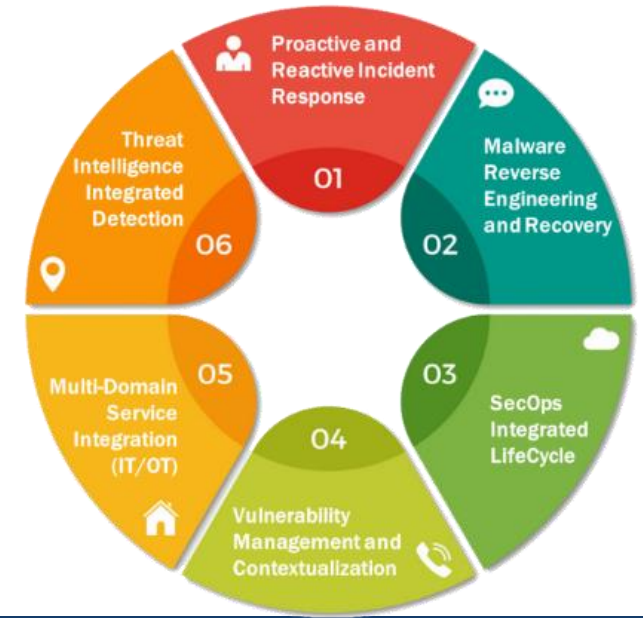 Proactive and
Reactive Incident
Response
01
Malware
Reverse
Engineering
and Recovery
02
SecOps
Integrated
LifeCycle
03
Vulnerability
Management and
Contextualization
04
Multi-Domain
Service
Integration
(IT/OT)
05
Threat
Intelligence
Integrated
Detection
06